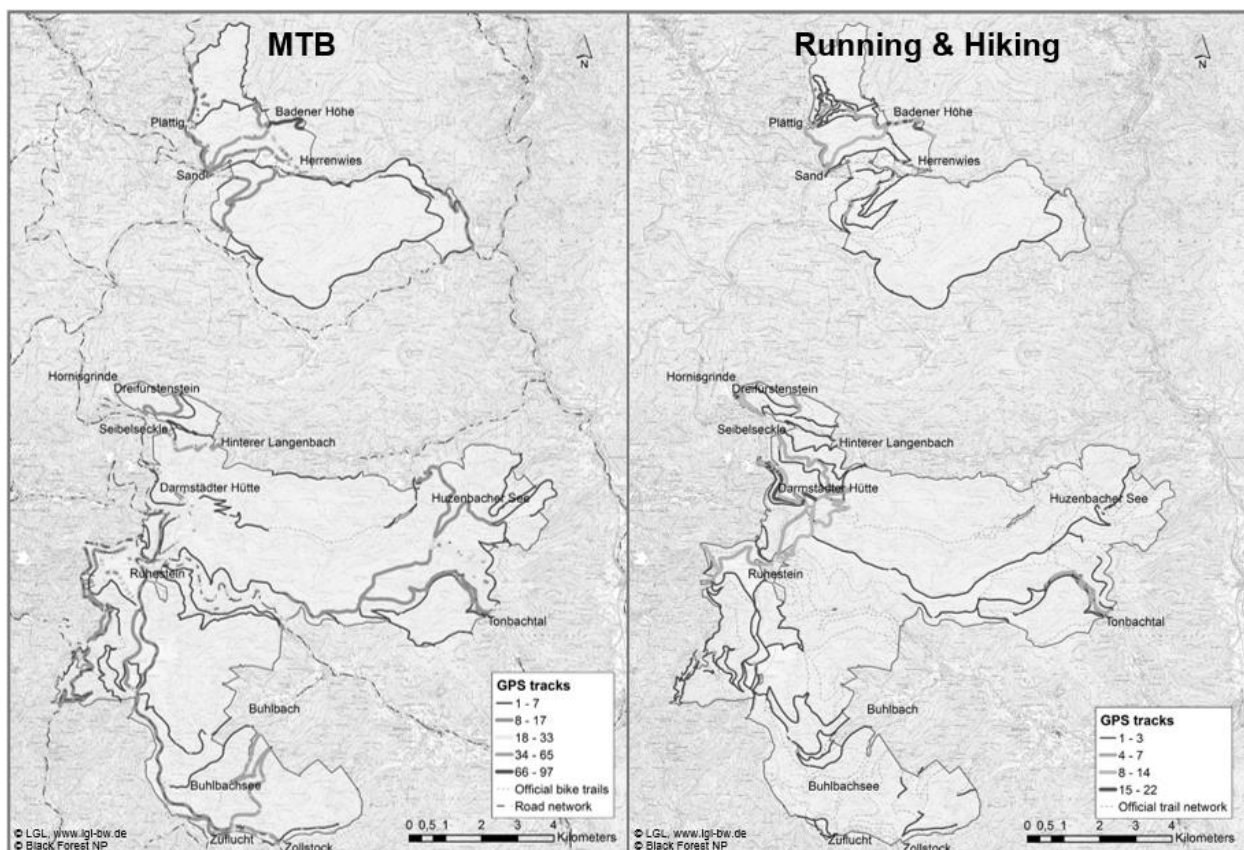 MTB
N
Badener Höhe
Plättig
Herrenwies
Sand
Hornisgrinde
Dreifürstenstein
Seibelseckle
Hinterer Langenbach
Darmstädter Hütte
Huzenbacher See
Ruhestein
Tonbachtal
Buhlbach
Buhlbachsee
Zuflucht
Zollstock
GPS tracks
1 - 7
8 - 17
18 - 33
34 - 65
66 - 97
Official bike trails
Road network
© LGL, www.lgl-bw.de
© Black Forest NP
0 0,5 1 2 3 4
Kilometers
Running & Hiking
N
Badener Höhe
Plättig
Herrenwies
Sand
Hornisgrinde
Dreifürstenstein
Seibelseckle
Hinterer Langenbach
Darmstädter Hütte
Huzenbacher See
Ruhestein
Tonbachtal
Buhlbach
Buhlbachsee
Zuflucht
Zollstock
GPS tracks
1 - 3
4 - 7
8 - 14
15 - 22
Official trail network
© LGL, www.lgl-bw.de
© Black Forest NP
0 0,5 1 2 3 4
Kilometers